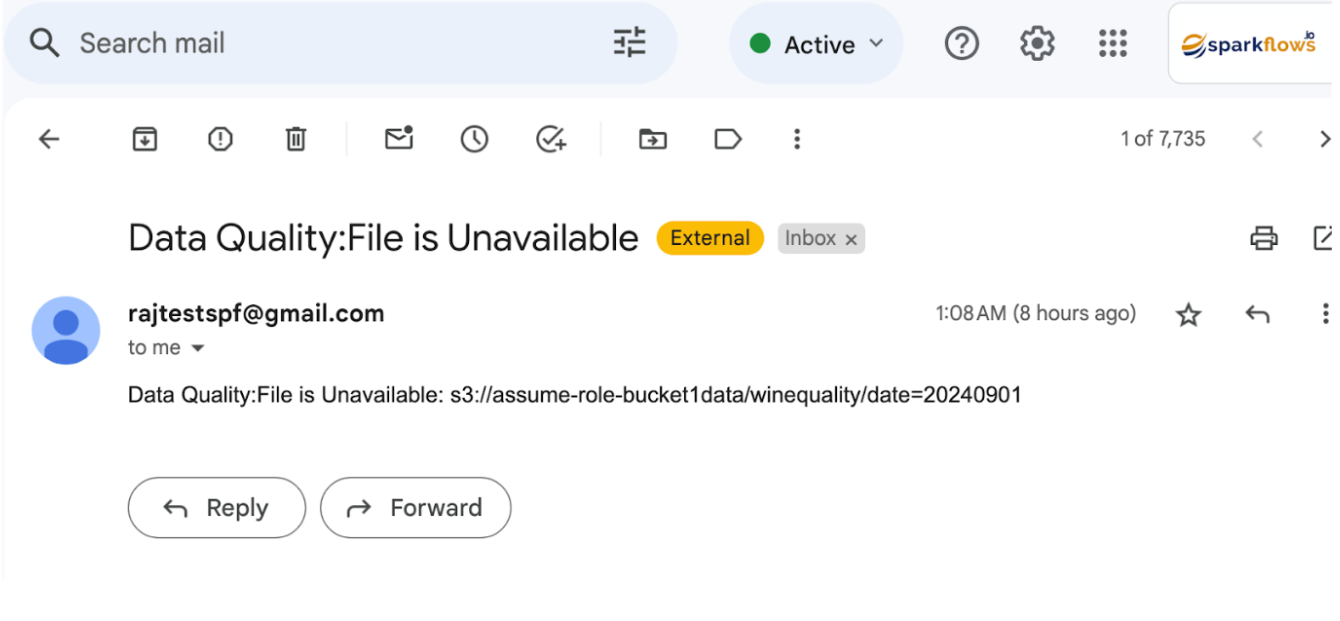 Search mail
Active
sparkflows.io
1 of 7,735
Data Quality:File is Unavailable External Inbox x
rajtestspf@gmail.com 1:08 AM (8 hours ago)
to me
Data Quality:File is Unavailable: s3://assume-role-bucket1data/winequality/date=20240901
Reply Forward